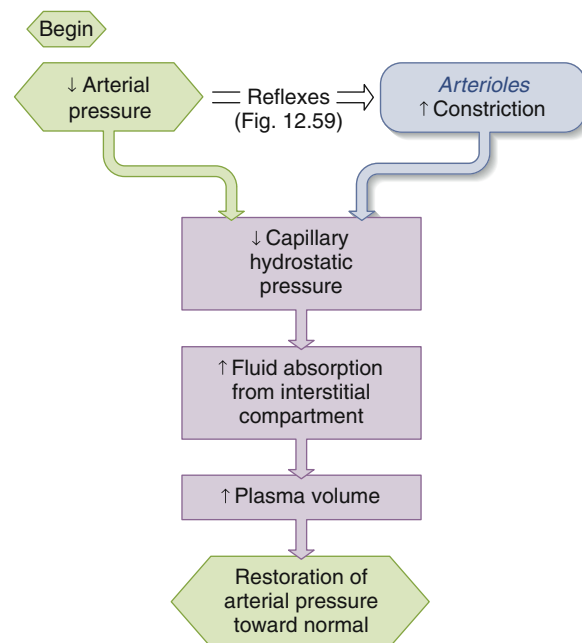 Begin
↓ Arterial
pressure
Reflexes
(Fig. 12.59)
Arterioles
↑ Constriction
↓ Capillary
hydrostatic
pressure
↑ Fluid absorption
from interstitial
compartment
↑ Plasma volume
Restoration of
arterial pressure
toward normal